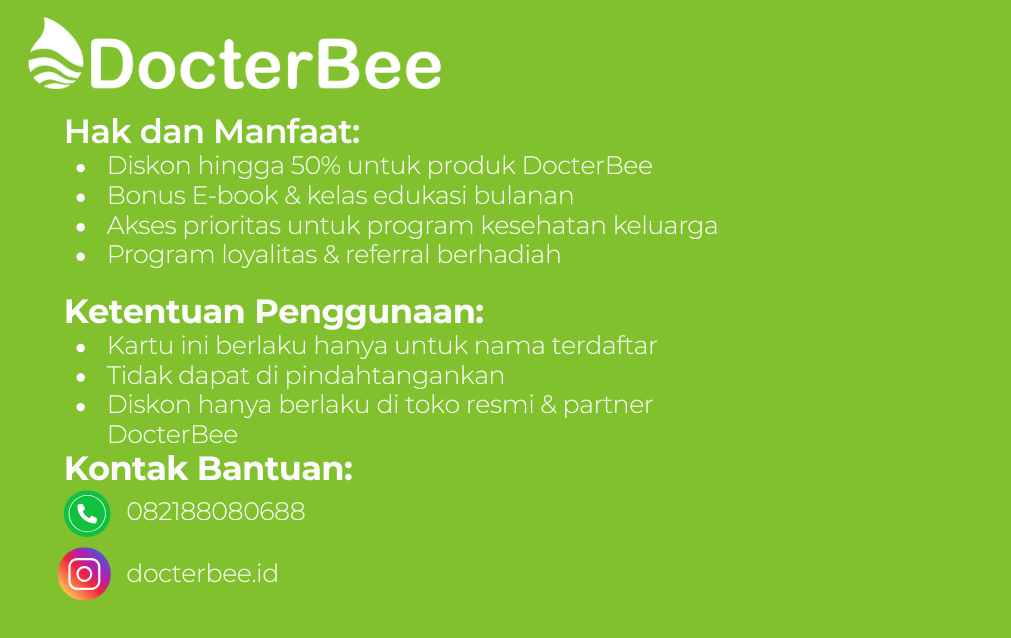 DocterBee
Hak dan Manfaat:
• Diskon hingga 50% untuk produk DocterBee
• Bonus E-book & kelas edukasi bulanan
• Akses prioritas untuk program kesehatan keluarga
• Program loyalitas & referral berhadiah
Ketentuan Penggunaan:
• Kartu ini berlaku hanya untuk nama terdaftar
• Tidak dapat di pindahtangankan
• Diskon hanya berlaku di toko resmi & partner
DocterBee
Kontak Bantuan:
082188080688
docterbee.id